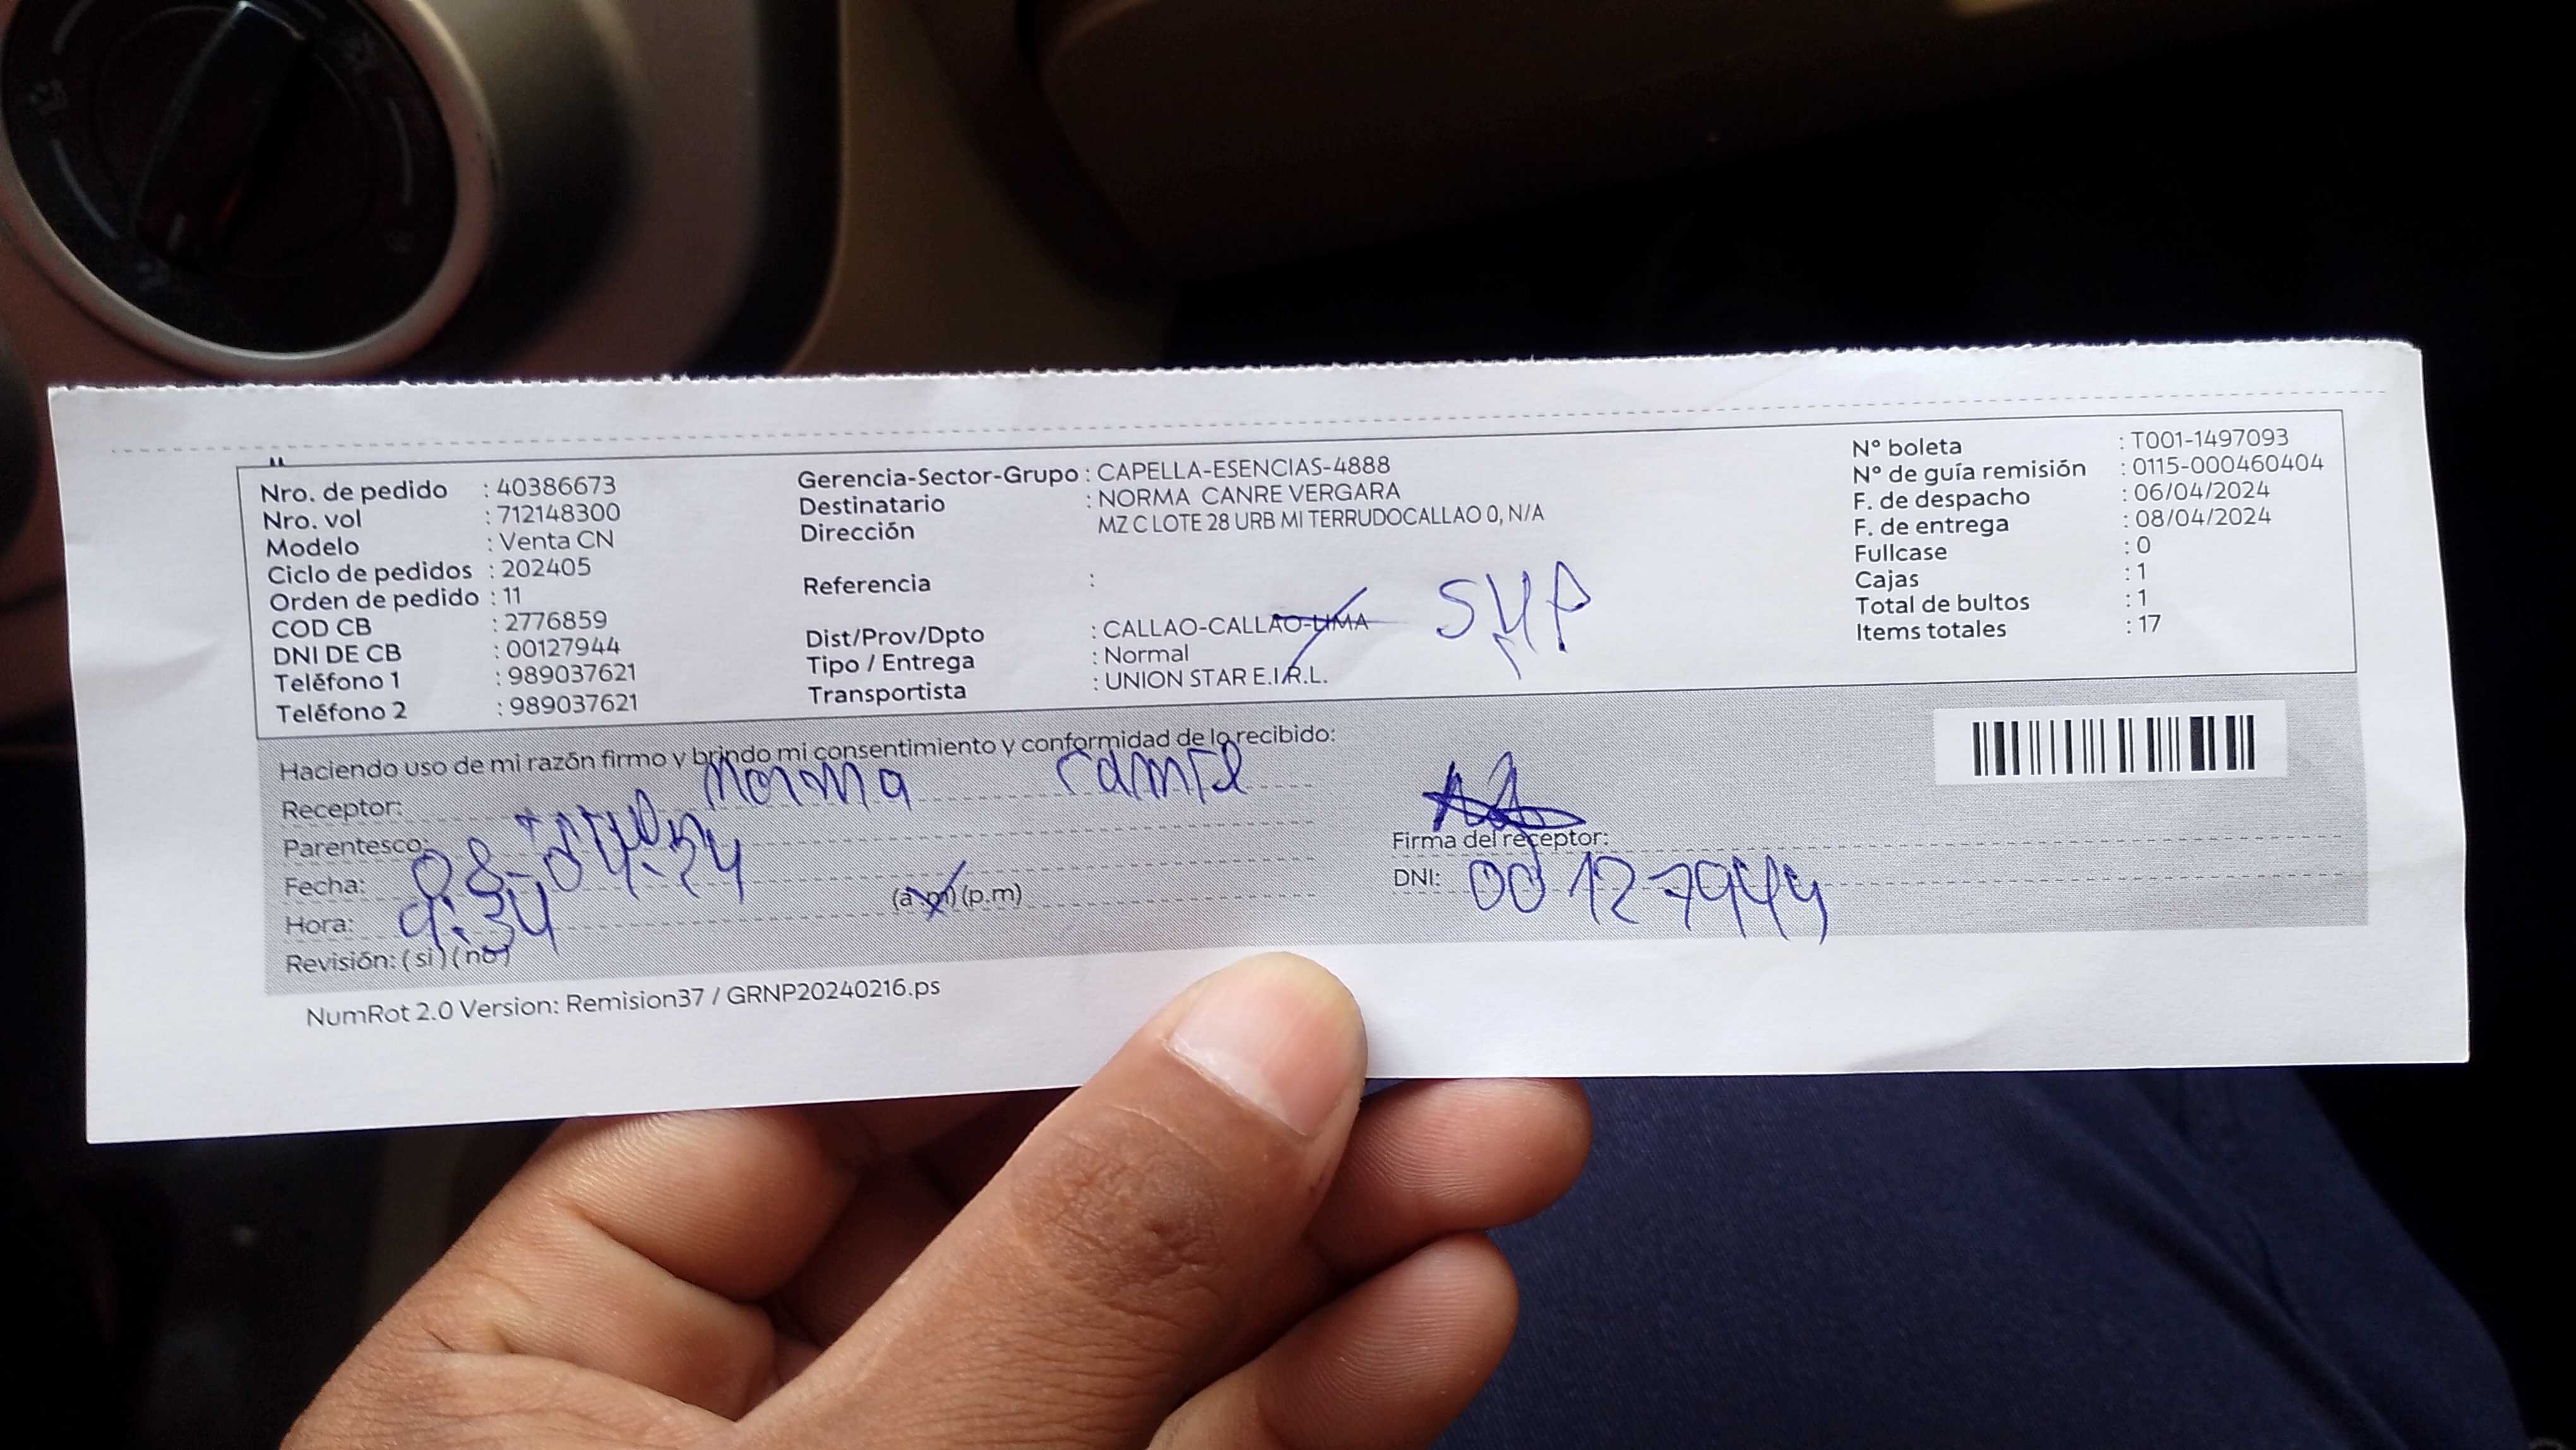 Nro. de pedido : 40386673
Nro. vol : 712148300
Modelo : Venta CN
Ciclo de pedidos : 202405
Orden de pedido : 11
COD CB : 2776859
DNI DE CB : 00127944
Teléfono 1 : 989037621
Teléfono 2 : 989037621
Gerencia-Sector-Grupo : CAPELLA-ESENCIAS-4888
Destinatario : NORMA CANRE VERGARA
Dirección MZ C LOTE 28 URB MI TERRUDOCALLAO 0, N/A
Referencia :
Dist/Prov/Dpto : CALLAO-CALLAO-LIMA
Tipo / Entrega : Normal
Transportista : UNION STAR E.I.R.L.
SMP
N° boleta : T001-1497093
N° de guía remisión : 0115-000460404
F. de despacho : 06/04/2024
F. de entrega : 08/04/2024
Fullcase : 0
Cajas : 1
Total de bultos : 1
Items totales : 17
Haciendo uso de mi razón firmo y brindo mi consentimiento y conformidad de lo recibido:
Receptor: Norma Canre
Parentesco:
Fecha: 08-04-24
Hora: 9:34 (a.m) (p.m)
Revisión: ( si ) ( no )
Firma del receptor:
DNI: 00127944
NumRot 2.0 Version: Remision37 / GRNP20240216.ps